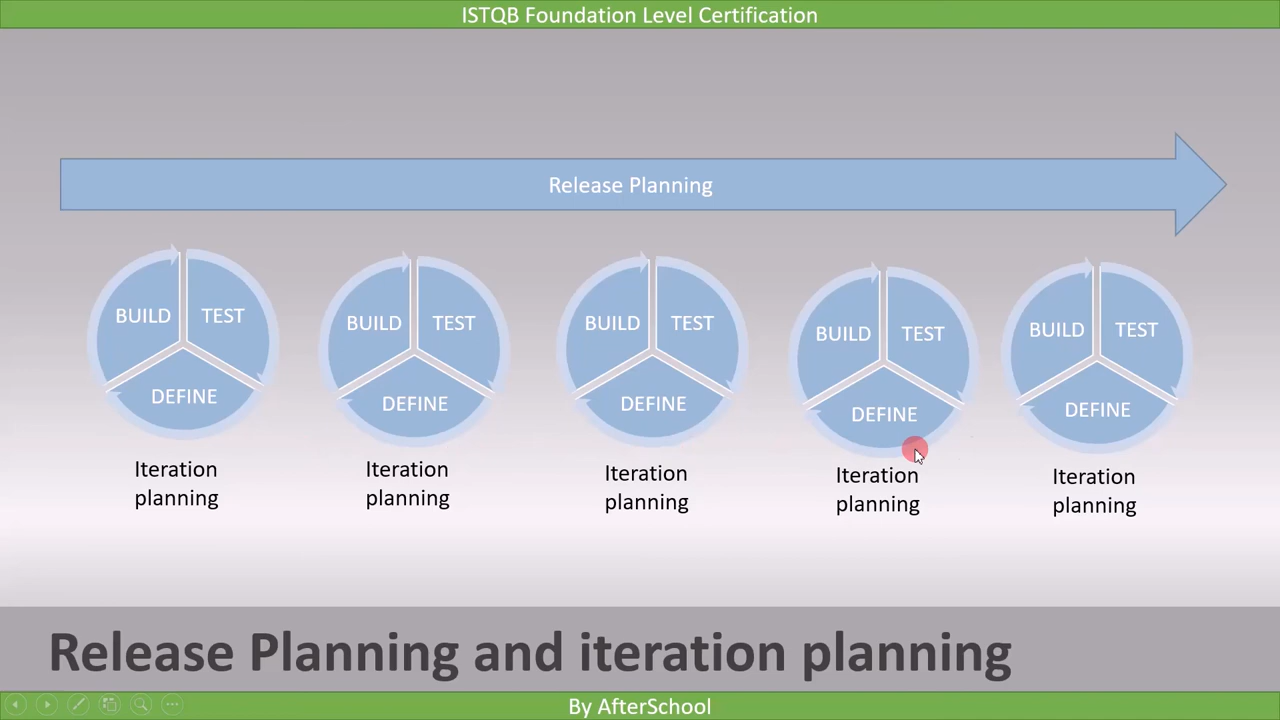 ISTQB Foundation Level Certification
Release Planning
BUILD TEST
DEFINE
Iteration
planning
BUILD TEST
DEFINE
Iteration
planning
BUILD TEST
DEFINE
Iteration
planning
BUILD TEST
DEFINE
Iteration
planning
BUILD TEST
DEFINE
Iteration
planning
Release Planning and iteration planning
By AfterSchool